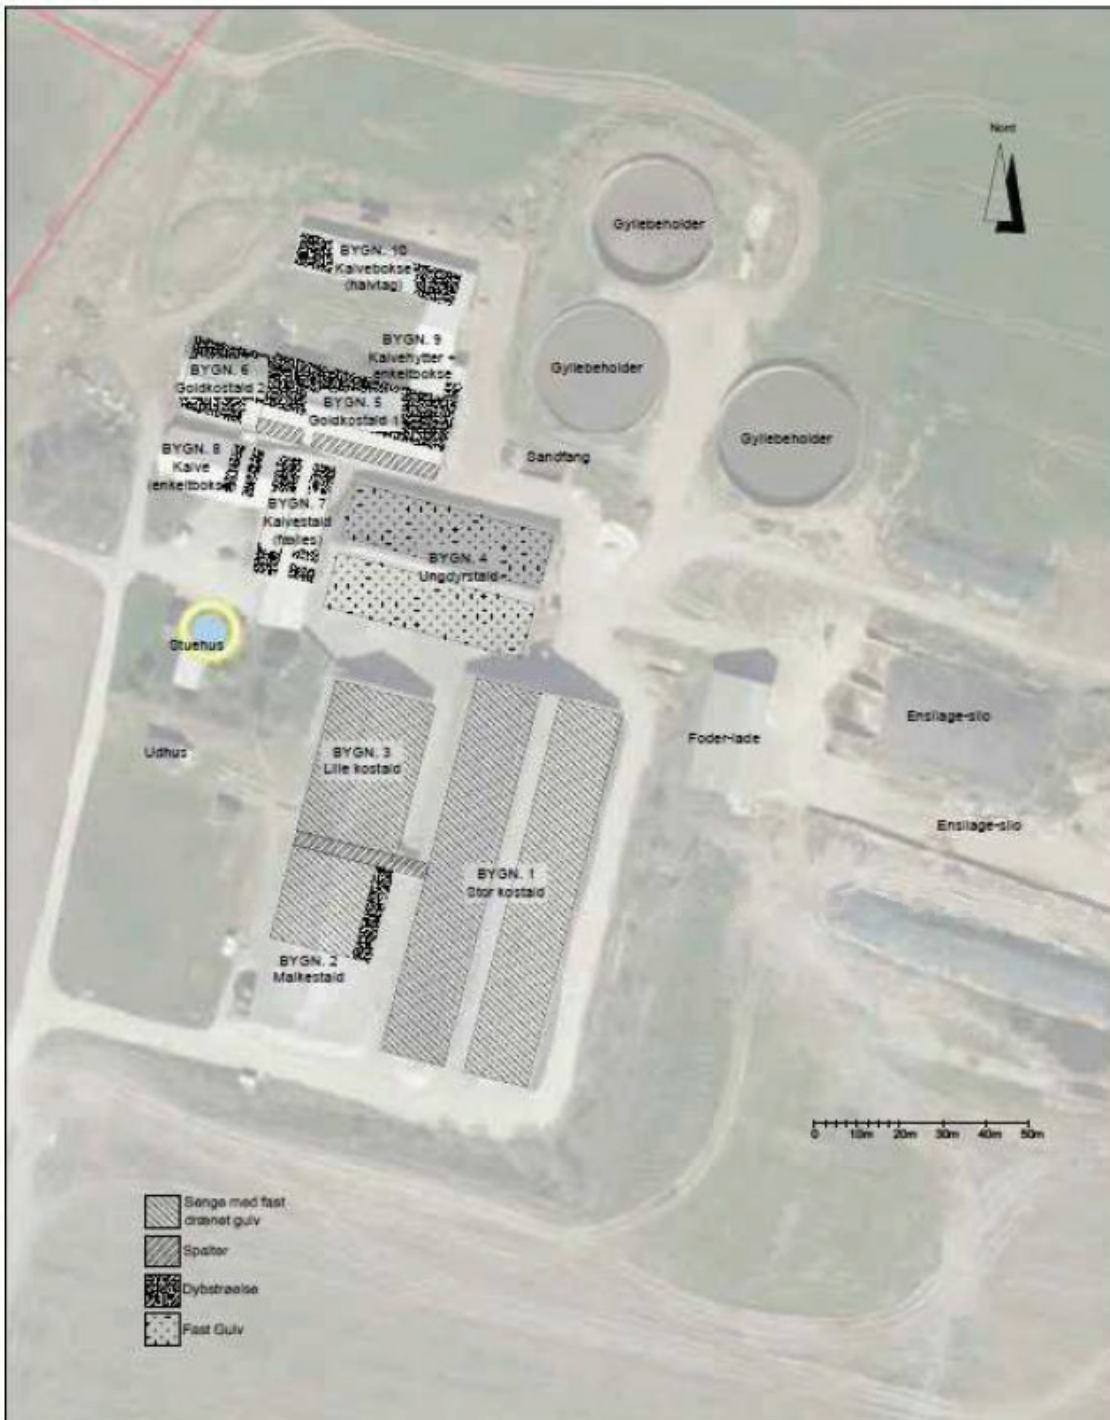 Nord
Gyllebeholder
BYGN. 10
Kalvebokse
(halvtag)
BYGN. 9
Kalvehytter +
enkeltbokse
BYGN. 6
Goldkostald 2
Gyllebeholder
BYGN. 5
Goldkostald 1
Gyllebeholder
BYGN. 8
Kalve
(enkeltbokse
Sandfang
BYGN. 7
Kalvestald
(fælles)
BYGN. 4
Ungdyrstald
Stuehus
Ensilage-silo
Foder-lade
Udhus
BYGN. 3
Lille kostald
Ensilage-silo
BYGN. 1
Stor kostald
BYGN. 2
Malkestald
0 10m 20m 30m 40m 50m
Senge med fast
drænet gulv
Spalter
Dybstrøelse
Fast Gulv